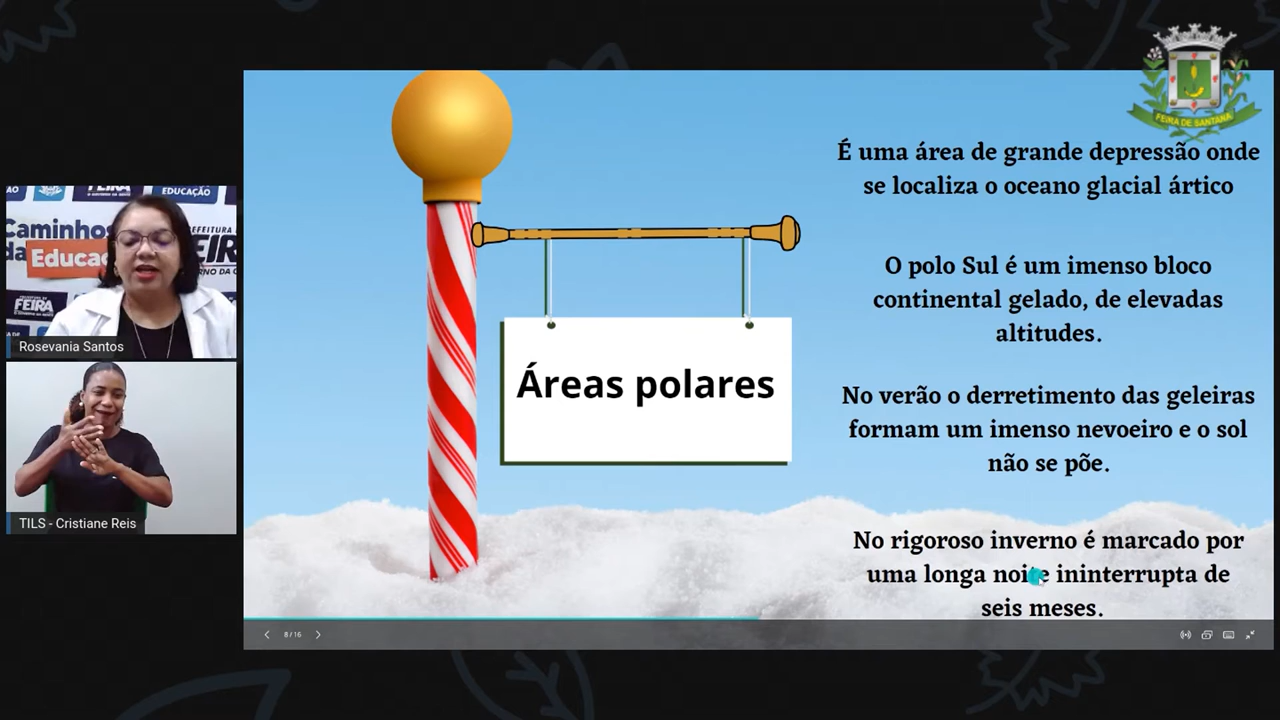 FEIRA DE SANTANA
É uma área de grande depressão onde
se localiza o oceano glacial ártico
O polo Sul é um imenso bloco
continental gelado, de elevadas
altitudes.
Áreas polares
No verão o derretimento das geleiras
formam um imenso nevoeiro e o sol
não se põe.
No rigoroso inverno é marcado por
uma longa noite ininterrupta de
seis meses.
8/16
EDUCAÇÃO
Caminhos
da Educa
FEIRA
Rosevania Santos
TILS - Cristiane Reis